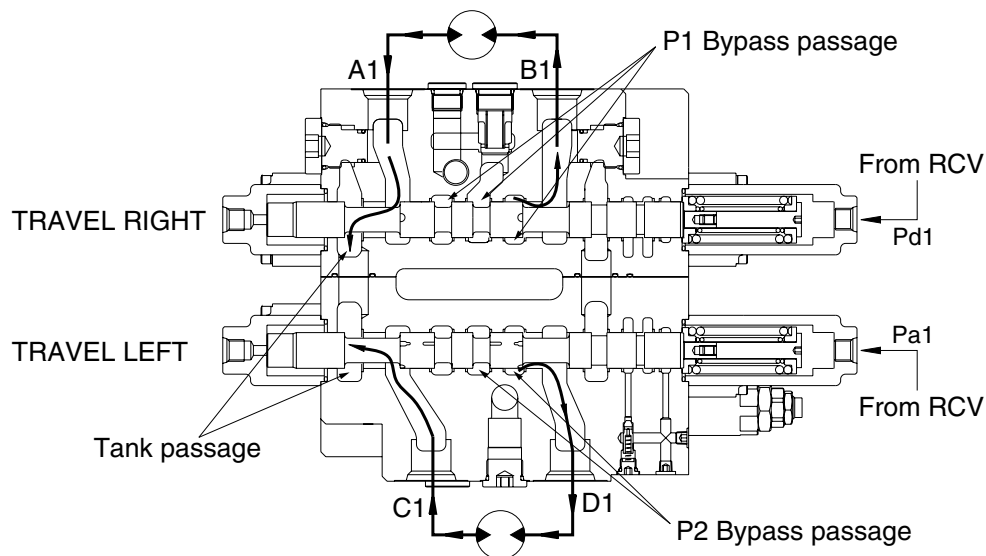 P1 Bypass passage
A1
B1
From RCV
TRAVEL RIGHT
Pd1
TRAVEL LEFT
Pa1
From RCV
Tank passage
C1
D1
P2 Bypass passage